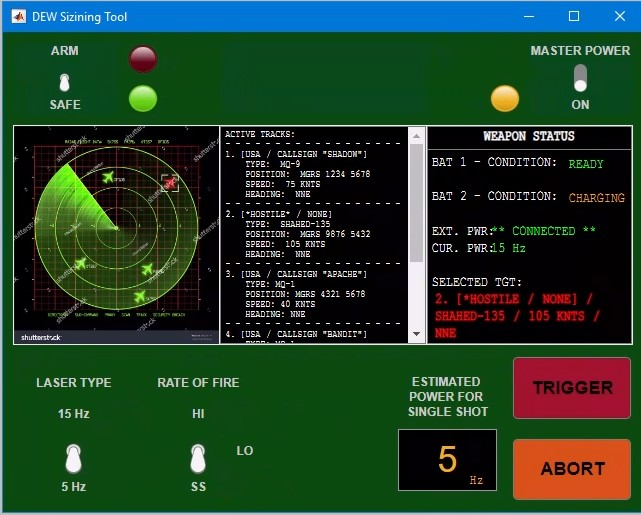 DEW Sizining Tool
ARM
SAFE
MASTER POWER
ON
RADAR FLIGHT DATA
shutterstock
ACTIVE TRACKS:
1. [USA / CALLSIGN "SHADOW"]
TYPE: MQ-9
POSITION: MGRS 1234 5678
SPEED: 75 KNTS
HEADING: NNE
2. [*HOSTILE* / NONE]
TYPE: SHAHED-135
POSITION: MGRS 9876 5432
SPEED: 105 KNTS
HEADING: NNE
3. [USA / CALLSIGN "APACHE"]
TYPE: MQ-1
POSITION: MGRS 4321 5678
SPEED: 40 KNTS
HEADING: NNE
4. [USA / CALLSIGN "BANDIT"]
WEAPON STATUS
BAT 1 - CONDITION: READY
BAT 2 - CONDITION: CHARGING
EXT. PWR:** CONNECTED **
CUR. PWR:15 Hz
SELECTED TGT:
2. [*HOSTILE / NONE] /
SHAHED-135 / 105 KNTS /
NNE
LASER TYPE
15 Hz
5 Hz
RATE OF FIRE
HI
LO
SS
ESTIMATED
POWER FOR
SINGLE SHOT
5
Hz
TRIGGER
ABORT